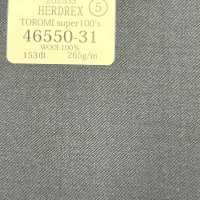 HERDREX
5
TOROMI super100's
46550-31
WOOL100%
153cm 265g/m